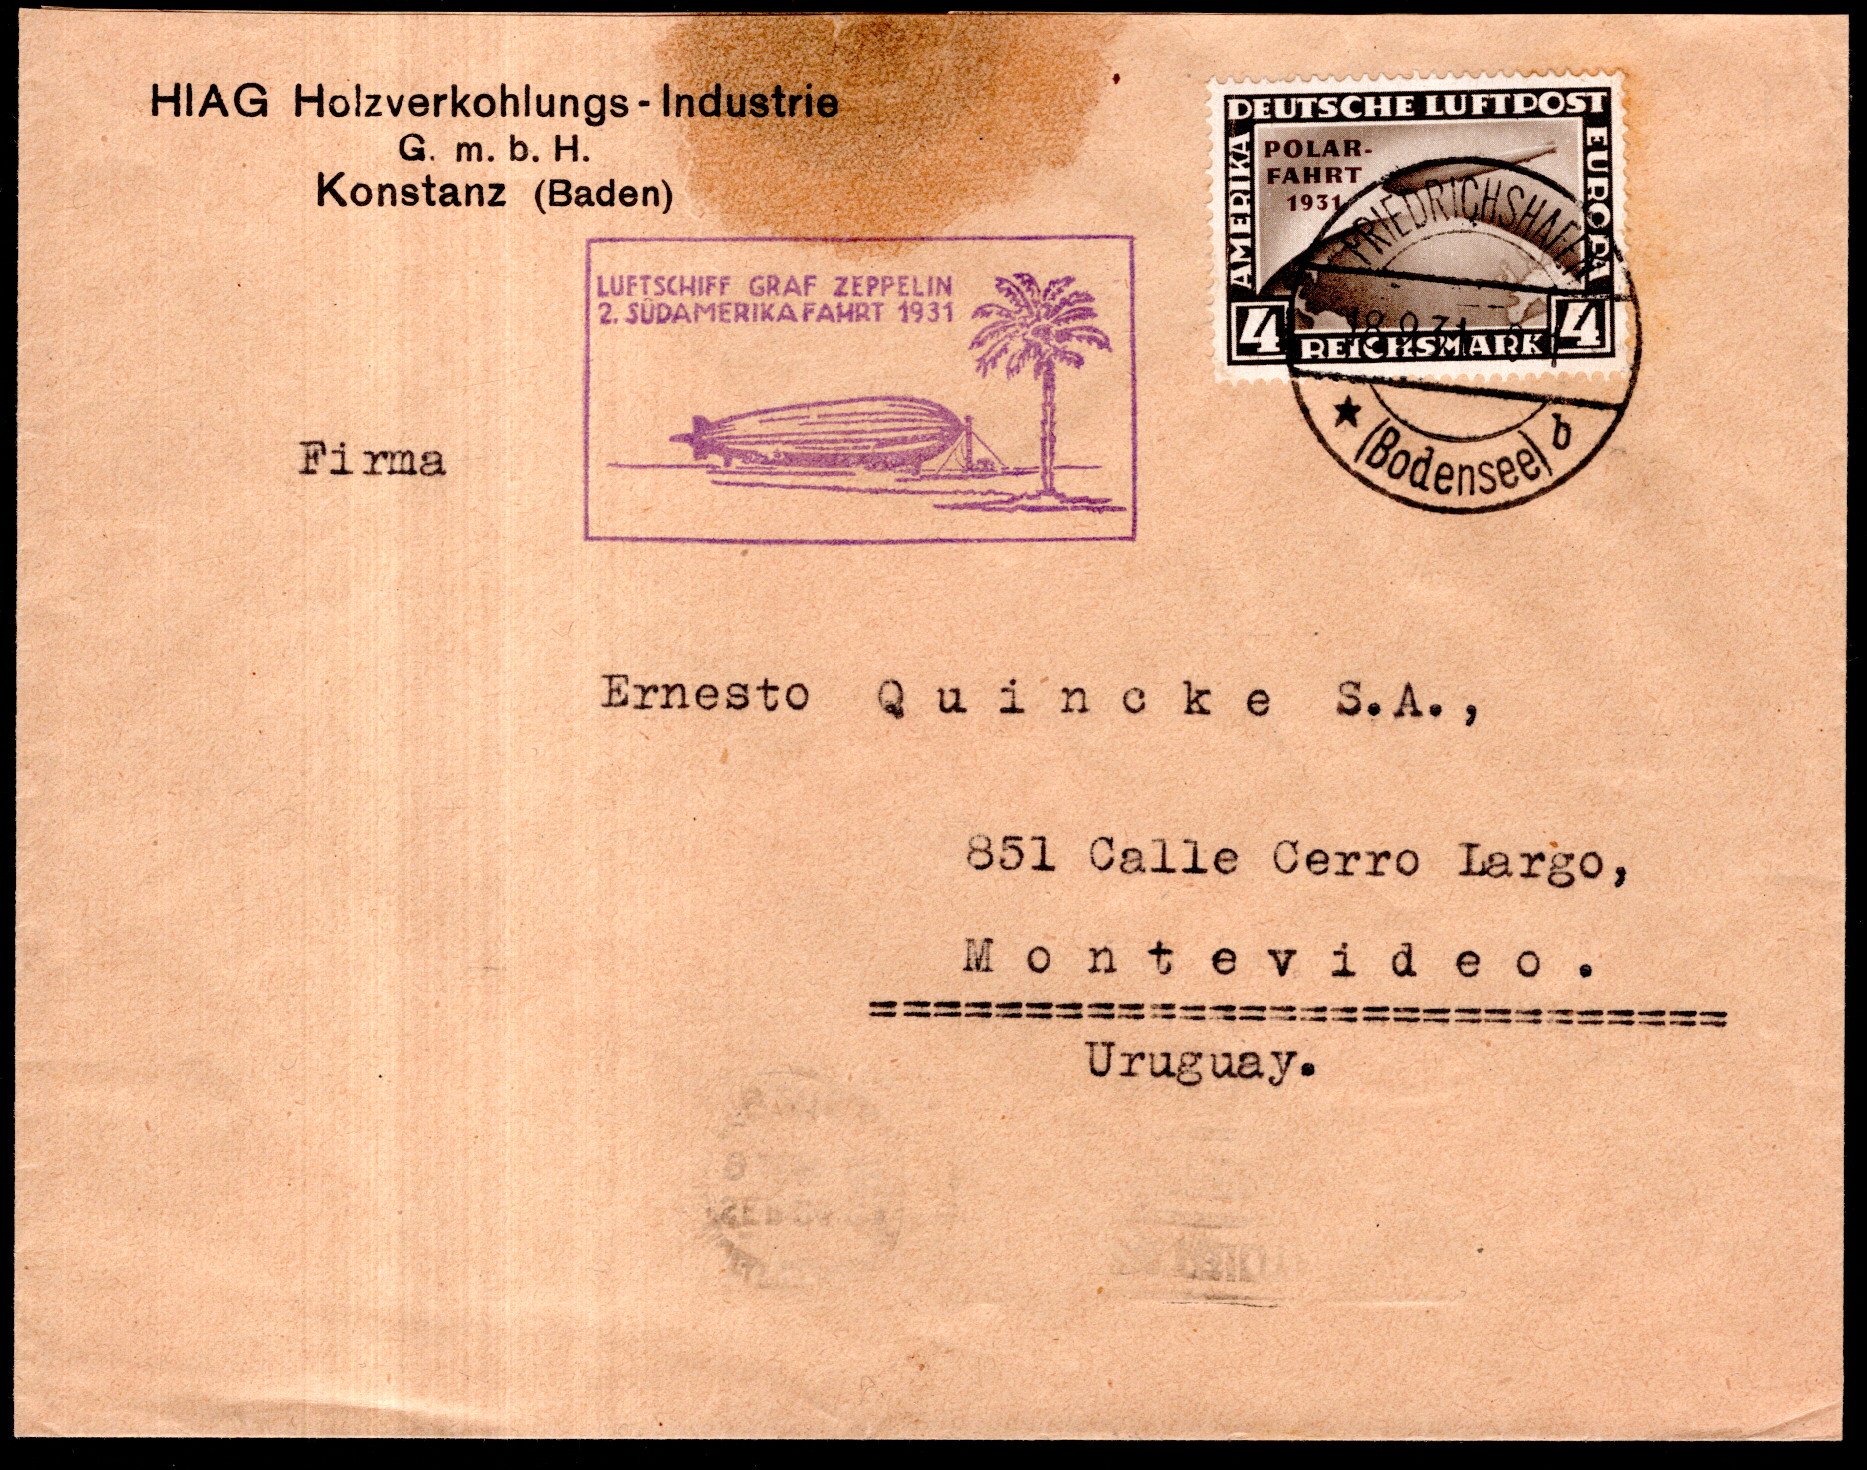 HIAG Holzverkohlungs-Industrie
G. m. b. H.
Konstanz (Baden)
LUFTSCHIFF GRAF ZEPPELIN
2. SÜDAMERIKAFAHRT 1931
DEUTSCHE LUFTPOST
AMERIKA
EUROPA
POLAR-
FAHRT
1931
4 REICHSMARK 4
FRIEDRICHSHAFEN
(Bodensee) b
Firma
Ernesto Quincke S.A.,
851 Calle Cerro Largo,
Montevideo.
==============================
Uruguay.